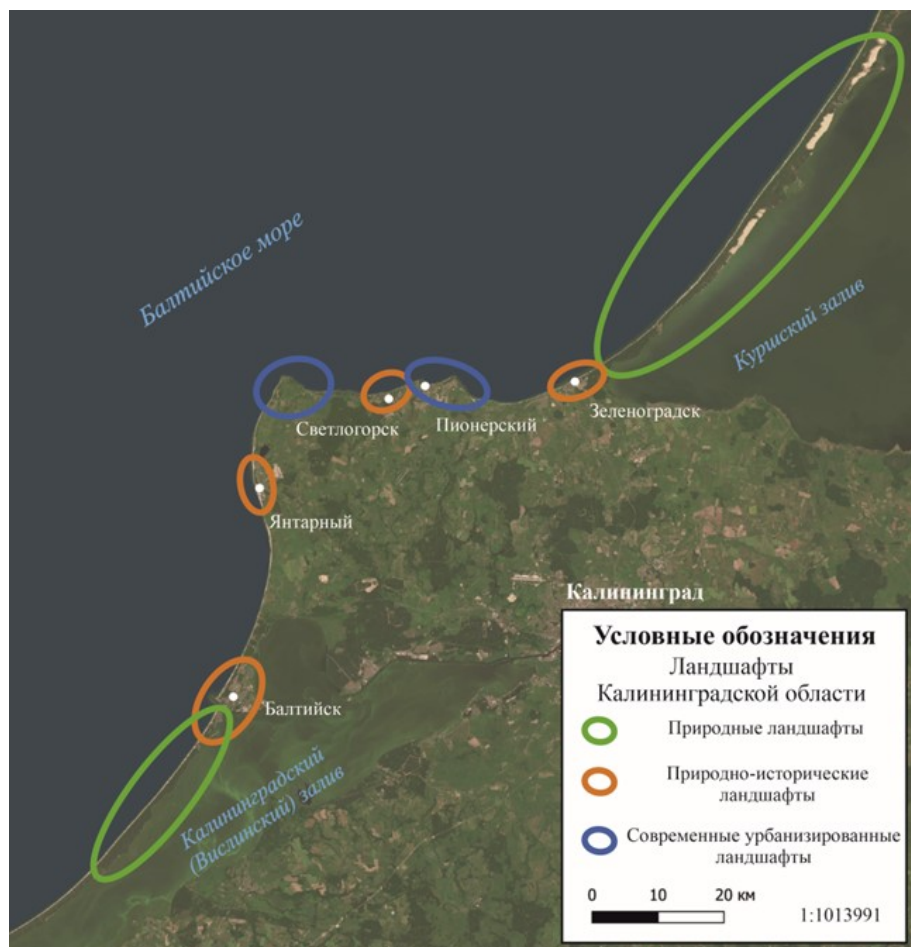 Балтийское море
Куршский залив
Зеленоградск
Светлогорск
Пионерский
Янтарный
Калининград
Балтийск
Калининградский
(Вислинский) залив
Условные обозначения
Ландшафты
Калининградской области
Природные ландшафты
Природно-исторические
ландшафты
Современные урбанизированные
ландшафты
0 10 20 км
1:1013991